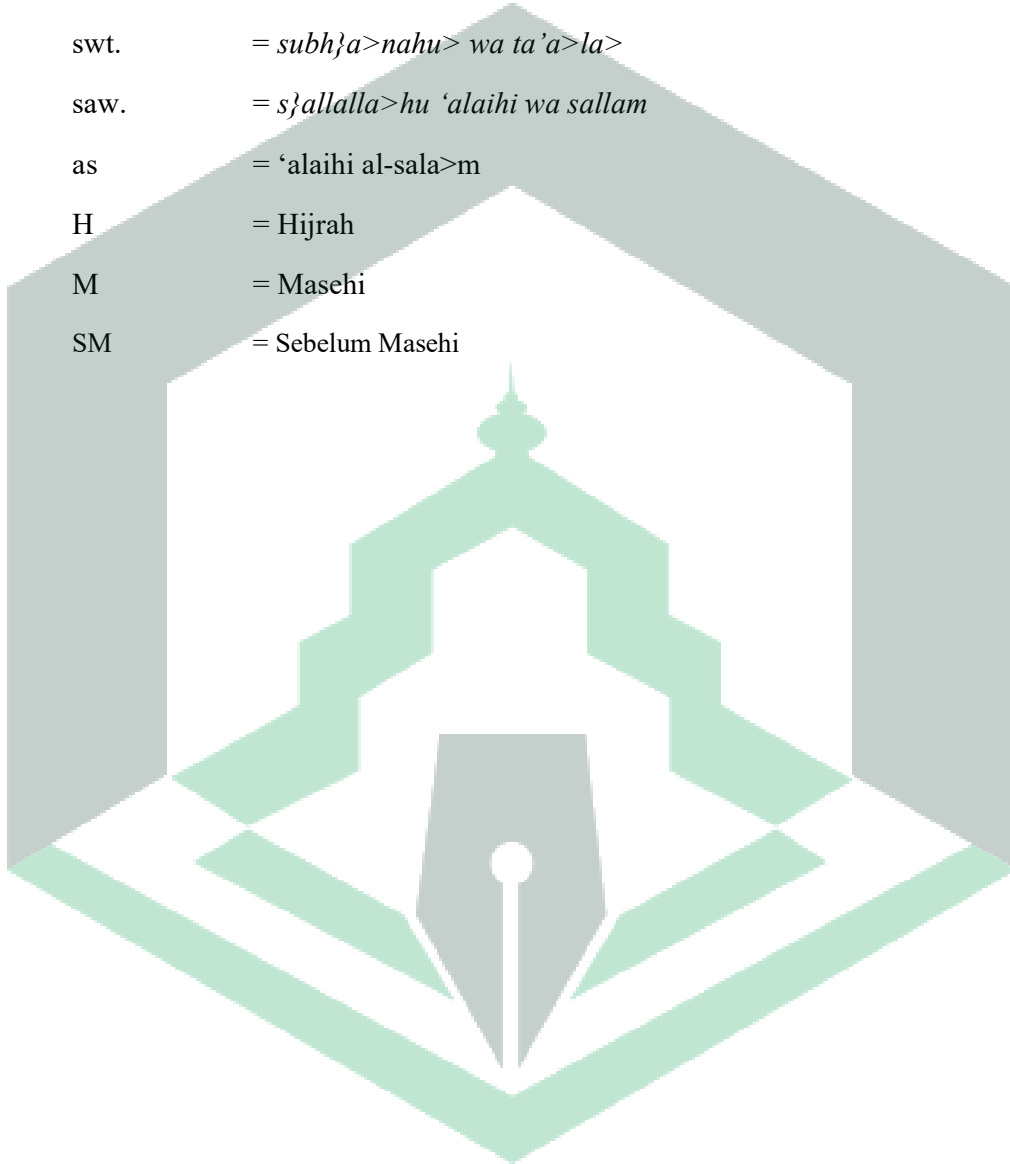 swt. = subh}a>nahu> wa ta’a>la>
saw. = s}allalla>hu ‘alaihi wa sallam
as = ‘alaihi al-sala>m
H = Hijrah
M = Masehi
SM = Sebelum Masehi